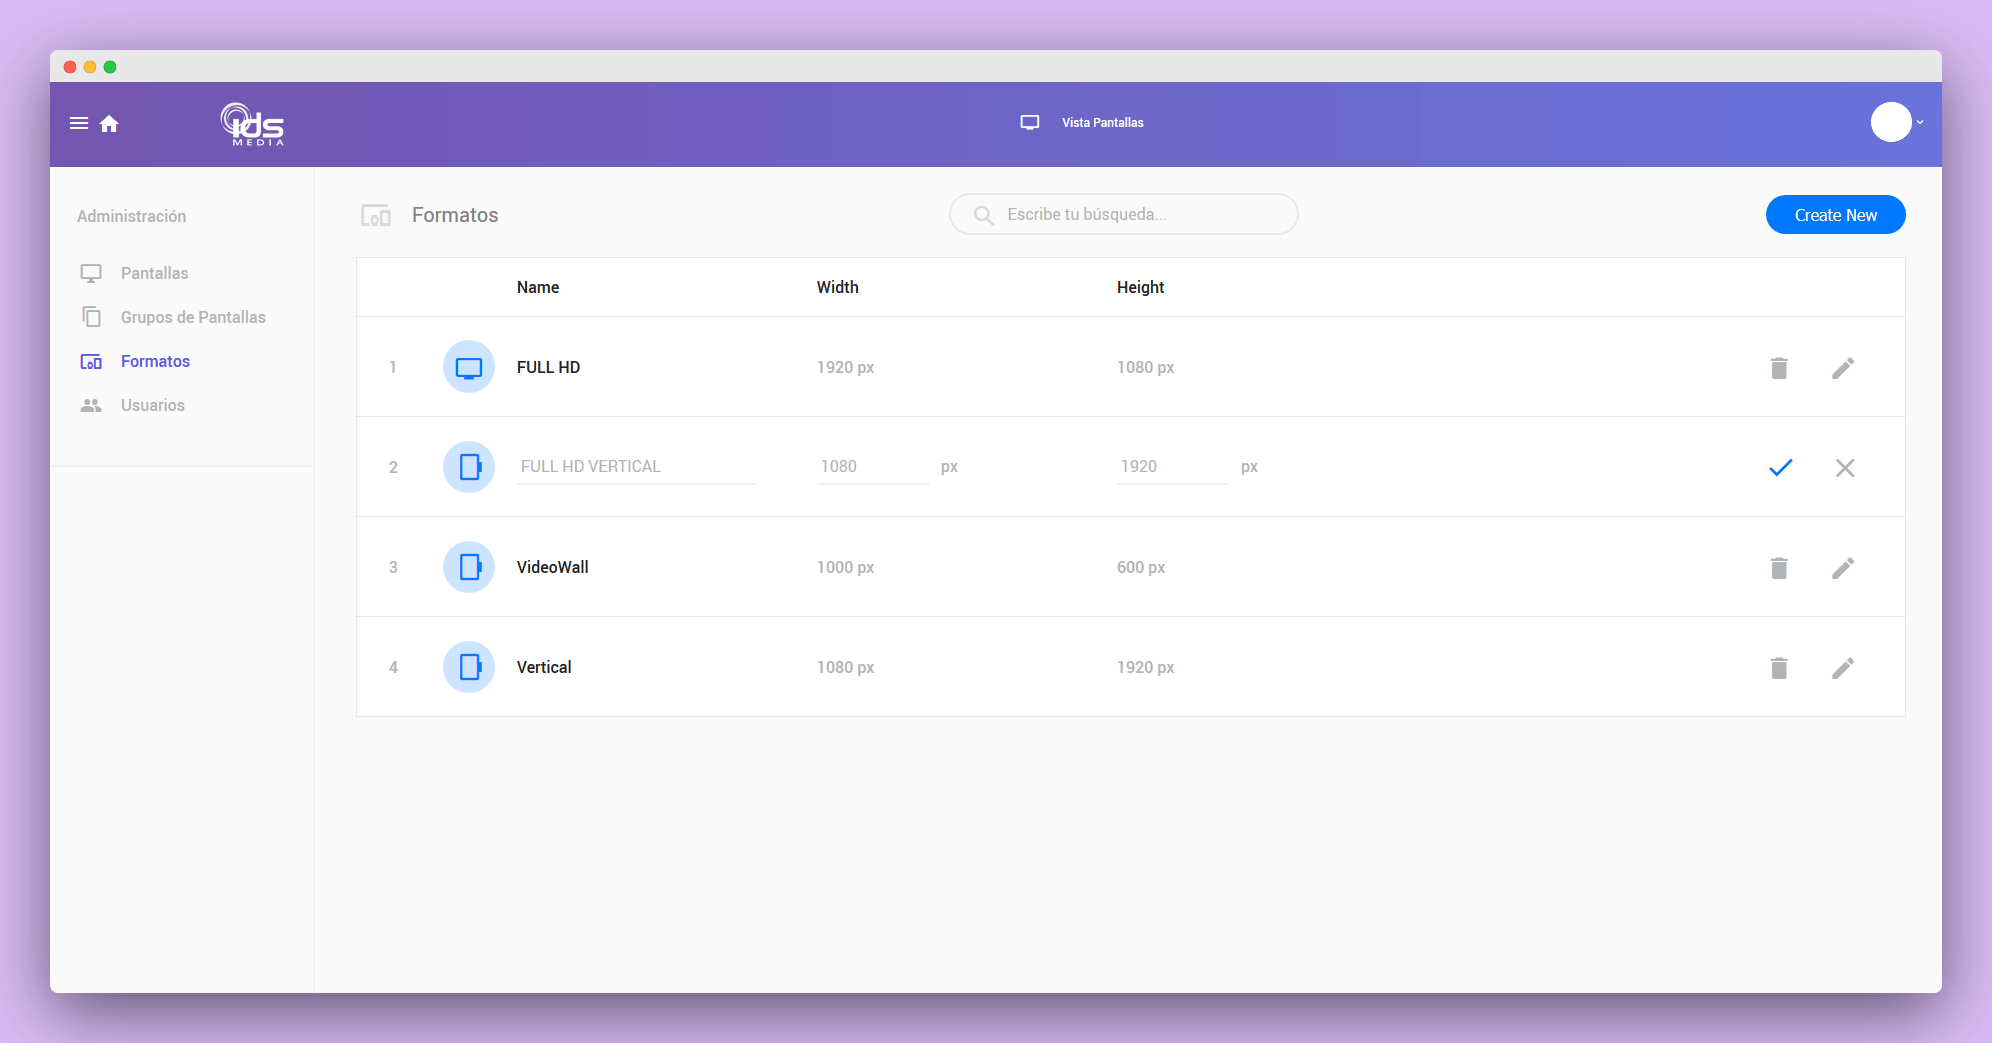 ids
MEDIA
Vista Pantallas
Administración
Pantallas
Grupos de Pantallas
Formatos
Usuarios
Formatos
Escribe tu búsqueda...
Create New
Name Width Height
1 FULL HD 1920 px 1080 px
2 FULL HD VERTICAL 1080 px 1920 px
3 VideoWall 1000 px 600 px
4 Vertical 1080 px 1920 px